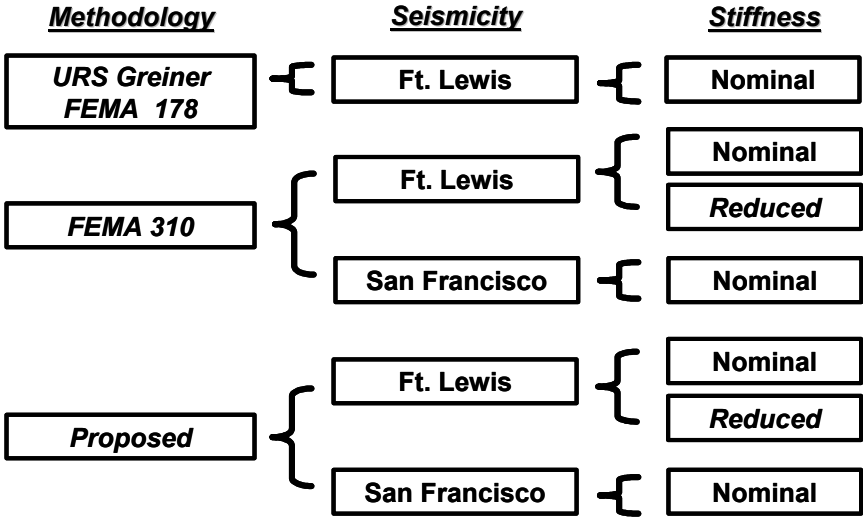 Methodology Seismicity Stiffness
URS Greiner
FEMA 178
Ft. Lewis
Nominal
FEMA 310
Ft. Lewis
Nominal
Reduced
San Francisco
Nominal
Proposed
Ft. Lewis
Nominal
Reduced
San Francisco
Nominal